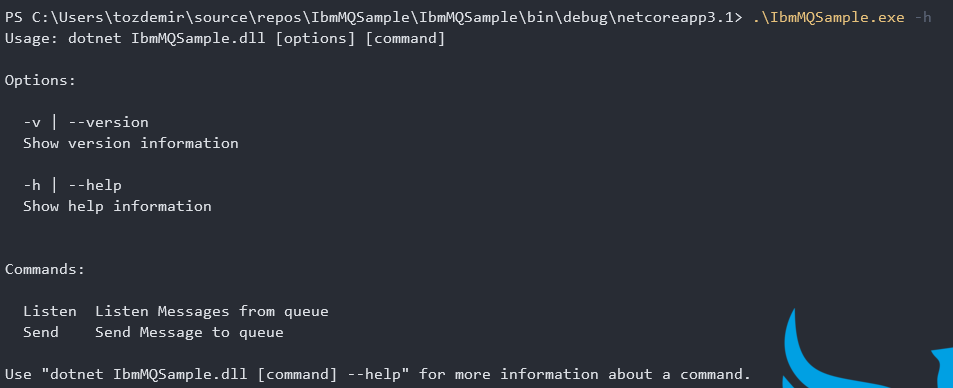 PS C:\Users\tozdemir\source\repos\IbmMQSample\IbmMQSample\bin\debug\netcoreapp3.1> .\IbmMQSample.exe -h
Usage: dotnet IbmMQSample.dll [options] [command]
Options:
-v | --version
Show version information
-h | --help
Show help information
Commands:
Listen  Listen Messages from queue
Send    Send Message to queue
Use "dotnet IbmMQSample.dll [command] --help" for more information about a command.